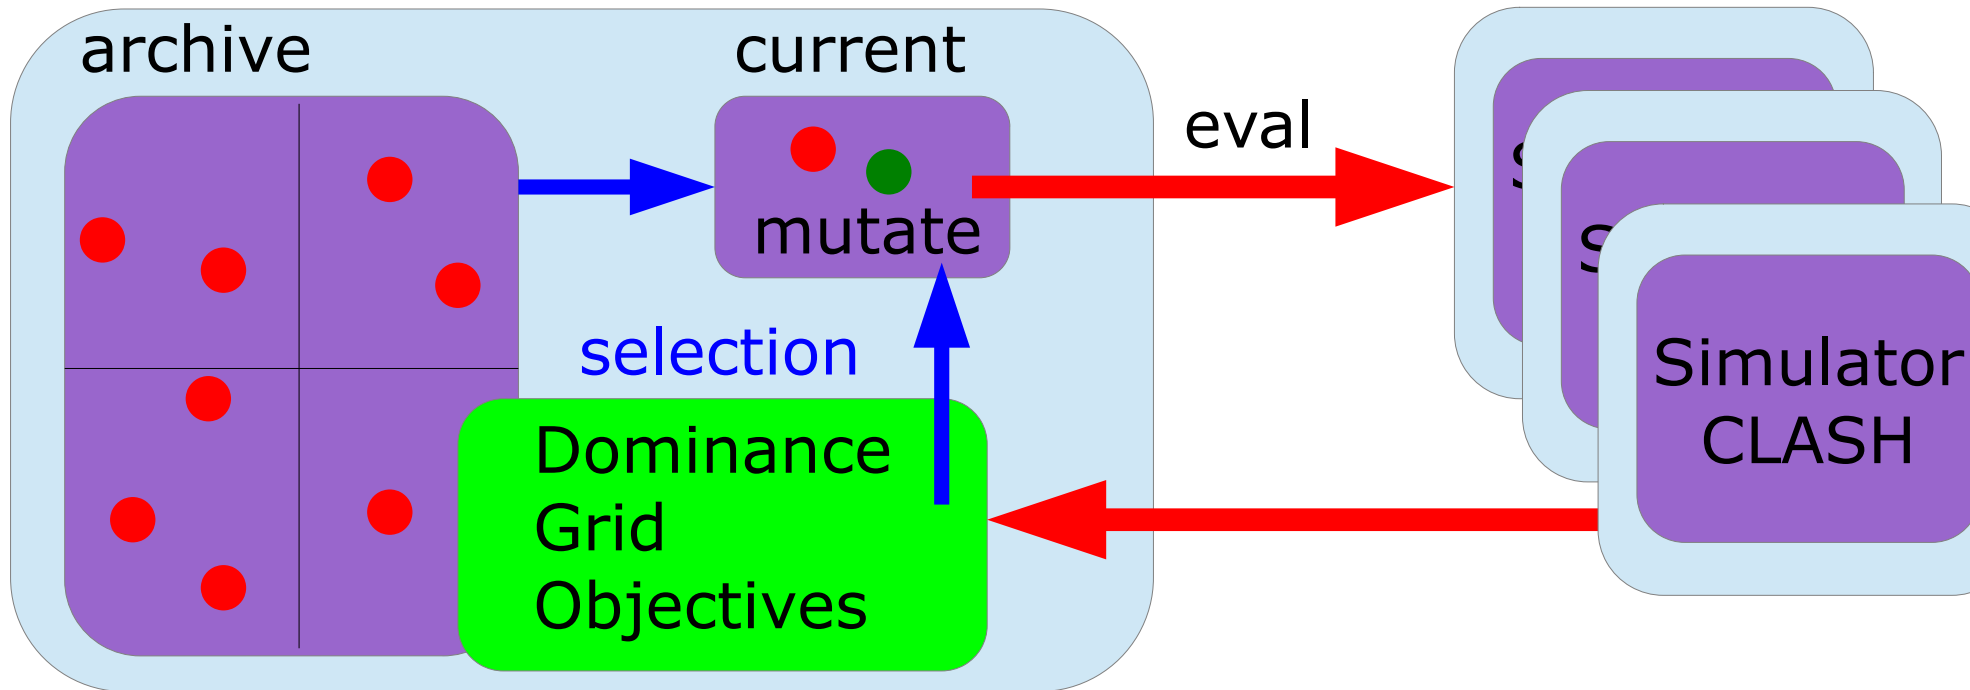 archive
current
eval
mutate
selection
Dominance
Grid
Objectives
S
S
Simulator
CLASH